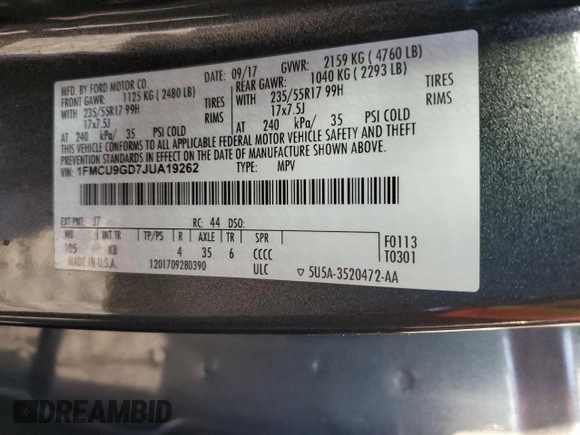 MFD. BY FORD MOTOR CO.
DATE: 09/17 GVWR: 2159 KG ( 4760 LB)
FRONT GAWR: 1125 KG ( 2480 LB)
REAR GAWR: 1040 KG ( 2293 LB)
WITH 235/55R17 99H TIRES
WITH 235/55R17 99H TIRES
17x7.5J RIMS
17x7.5J RIMS
AT 240 kPa/ 35 PSI COLD
AT 240 kPa/ 35 PSI COLD
THIS VEHICLE CONFORMS TO ALL APPLICABLE FEDERAL MOTOR VEHICLE SAFETY AND THEFT
PREVENTION STANDARDS IN EFFECT ON THE DATE OF MANUFACTURE SHOWN ABOVE.
VIN: 1FMCU9GD7JUA19262 TYPE: MPV
EXT PNT: J7 RC: 44 DSO:
WB INT TR TP/PS R AXLE TR SPR
105 KB 4 35 6 CCCC
F0113
T0301
MADE IN U.S.A. 1201709280390 ULC
▽ 5U5A-3520472-AA
DREAMBID